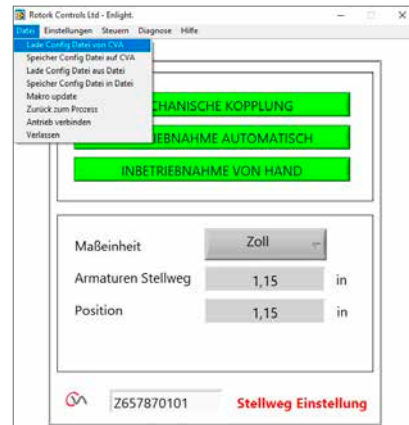 Rotork Controls Ltd - Enlight.
Datei Einstellungen Steuern Diagnose Hilfe
Lade Config Datei von CVA
Speicher Config Datei auf CVA
Lade Config Datei aus Datei
Speicher Config Datei in Datei
Makro update
Zurück zum Prozess
Antrieb verbinden
Verlassen
CHANISCHE KOPPLUNG
IEBNAHME AUTOMATISCH
INBETRIEBNAHME VON HAND
Maßeinheit Zoll
Armaturen Stellweg 1,15 in
Position 1,15 in
Z657870101 Stellweg Einstellung